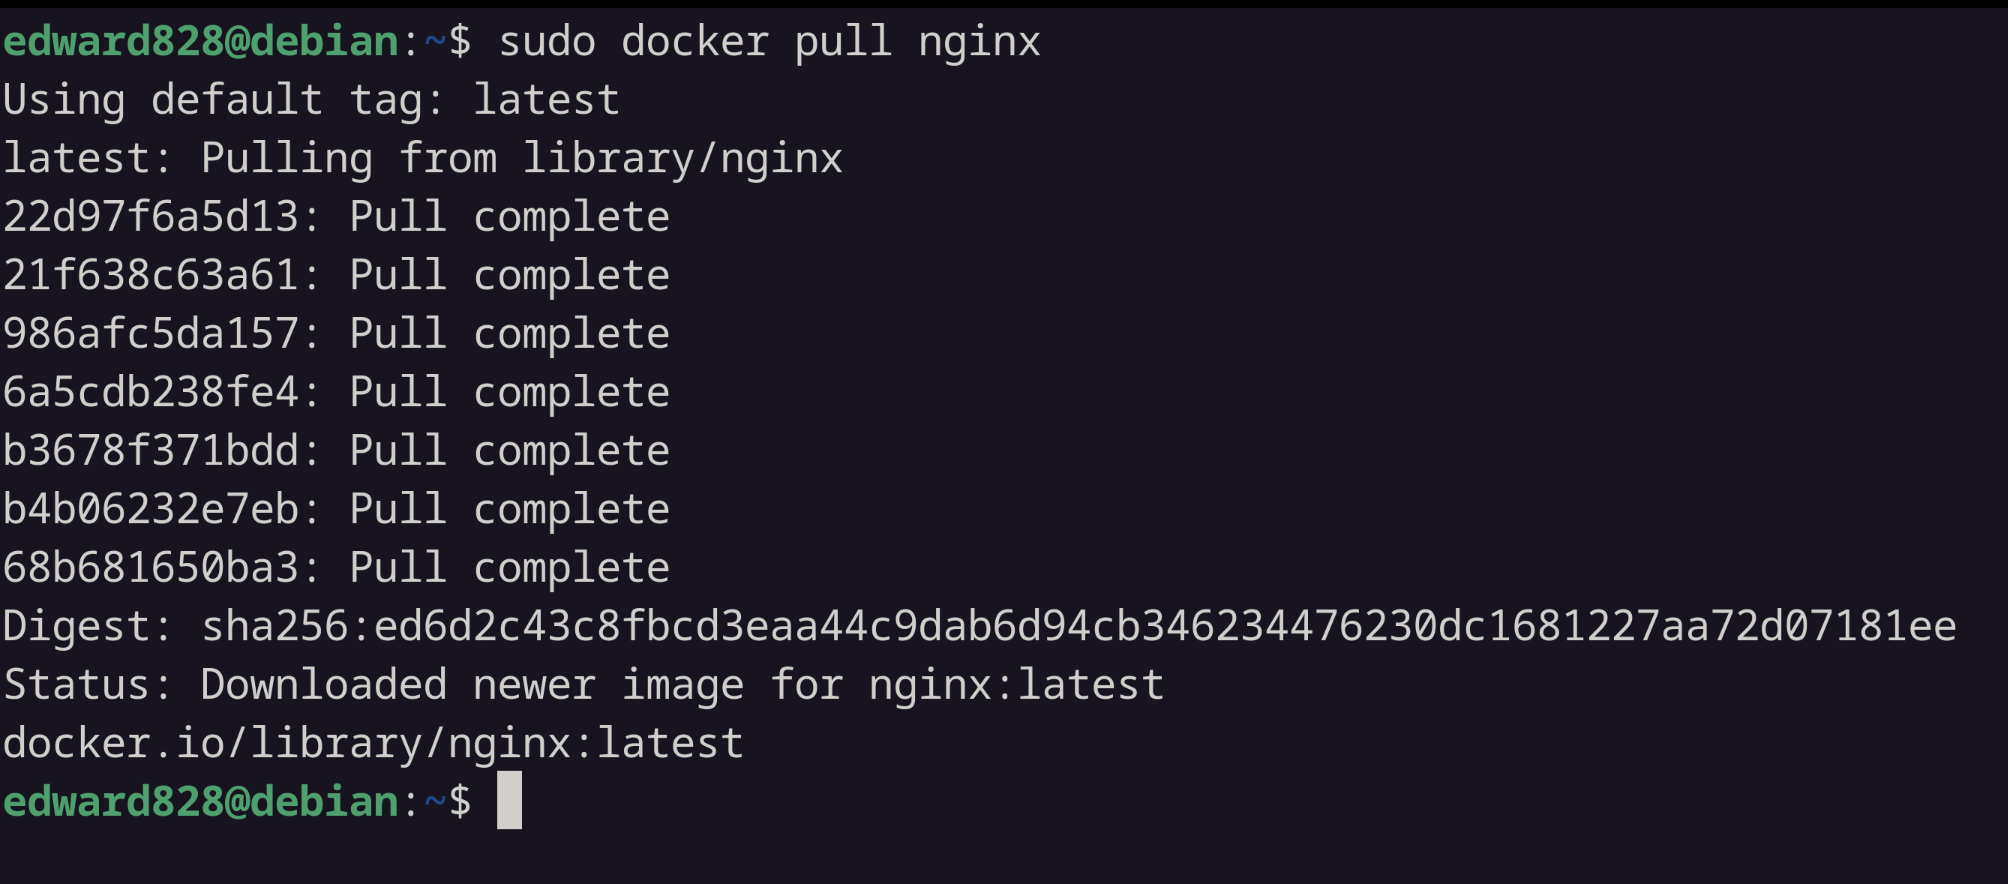 edward828@debian:~$ sudo docker pull nginx
Using default tag: latest
latest: Pulling from library/nginx
22d97f6a5d13: Pull complete
21f638c63a61: Pull complete
986afc5da157: Pull complete
6a5cdb238fe4: Pull complete
b3678f371bdd: Pull complete
b4b06232e7eb: Pull complete
68b681650ba3: Pull complete
Digest: sha256:ed6d2c43c8fbcd3eaa44c9dab6d94cb346234476230dc1681227aa72d07181ee
Status: Downloaded newer image for nginx:latest
docker.io/library/nginx:latest
edward828@debian:~$